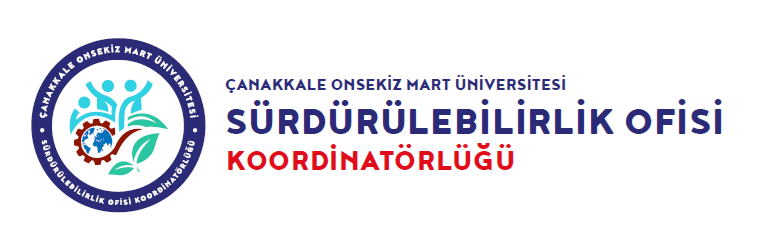 ÇANAKKALE ONSEKİZ MART ÜNİVERSİTESİ
SÜRDÜRÜLEBİLİRLİK OFİSİ KOORDİNATÖRLÜĞÜ
ÇANAKKALE ONSEKİZ MART ÜNİVERSİTESİ
SÜRDÜRÜLEBİLİRLİK OFİSİ
KOORDİNATÖRLÜĞÜ